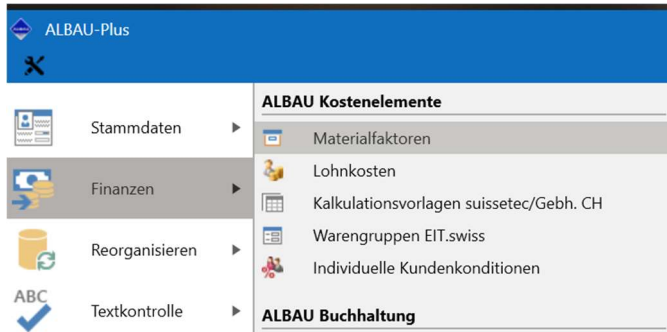 ALBAU-Plus
Stammdaten
Finanzen
Reorganisieren
ABC
Textkontrolle
ALBAU Kostenelemente
Materialfaktoren
Lohnkosten
Kalkulationsvorlagen suissetec/Gebh. CH
Warengruppen EIT.swiss
Individuelle Kundenkonditionen
ALBAU Buchhaltung